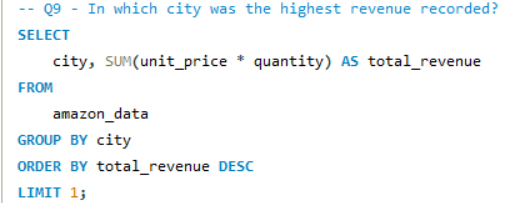 -- Q9 - In which city was the highest revenue recorded?
SELECT
city, SUM(unit_price * quantity) AS total_revenue
FROM
amazon_data
GROUP BY city
ORDER BY total_revenue DESC
LIMIT 1;